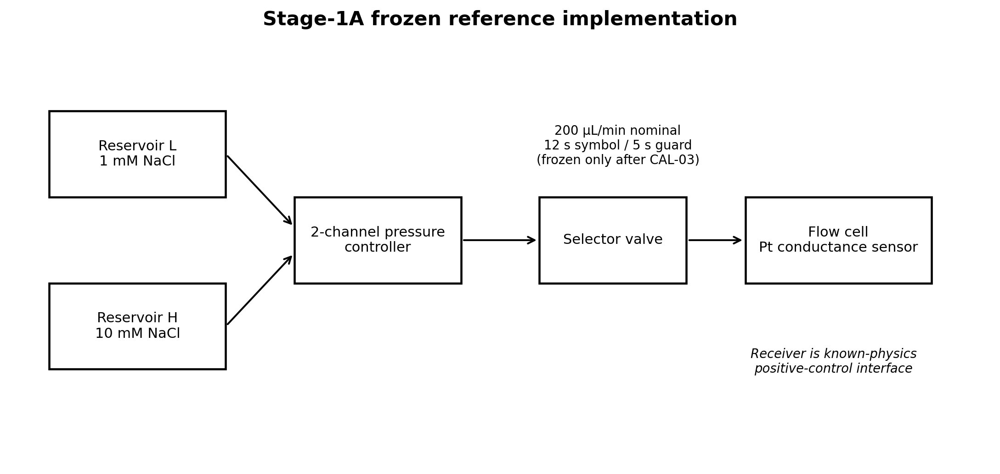 Stage-1A frozen reference implementation
Reservoir L
1 mM NaCl
200 µL/min nominal
12 s symbol / 5 s guard
(frozen only after CAL-03)
2-channel pressure
controller
Selector valve
Flow cell
Pt conductance sensor
Reservoir H
10 mM NaCl
Receiver is known-physics
positive-control interface